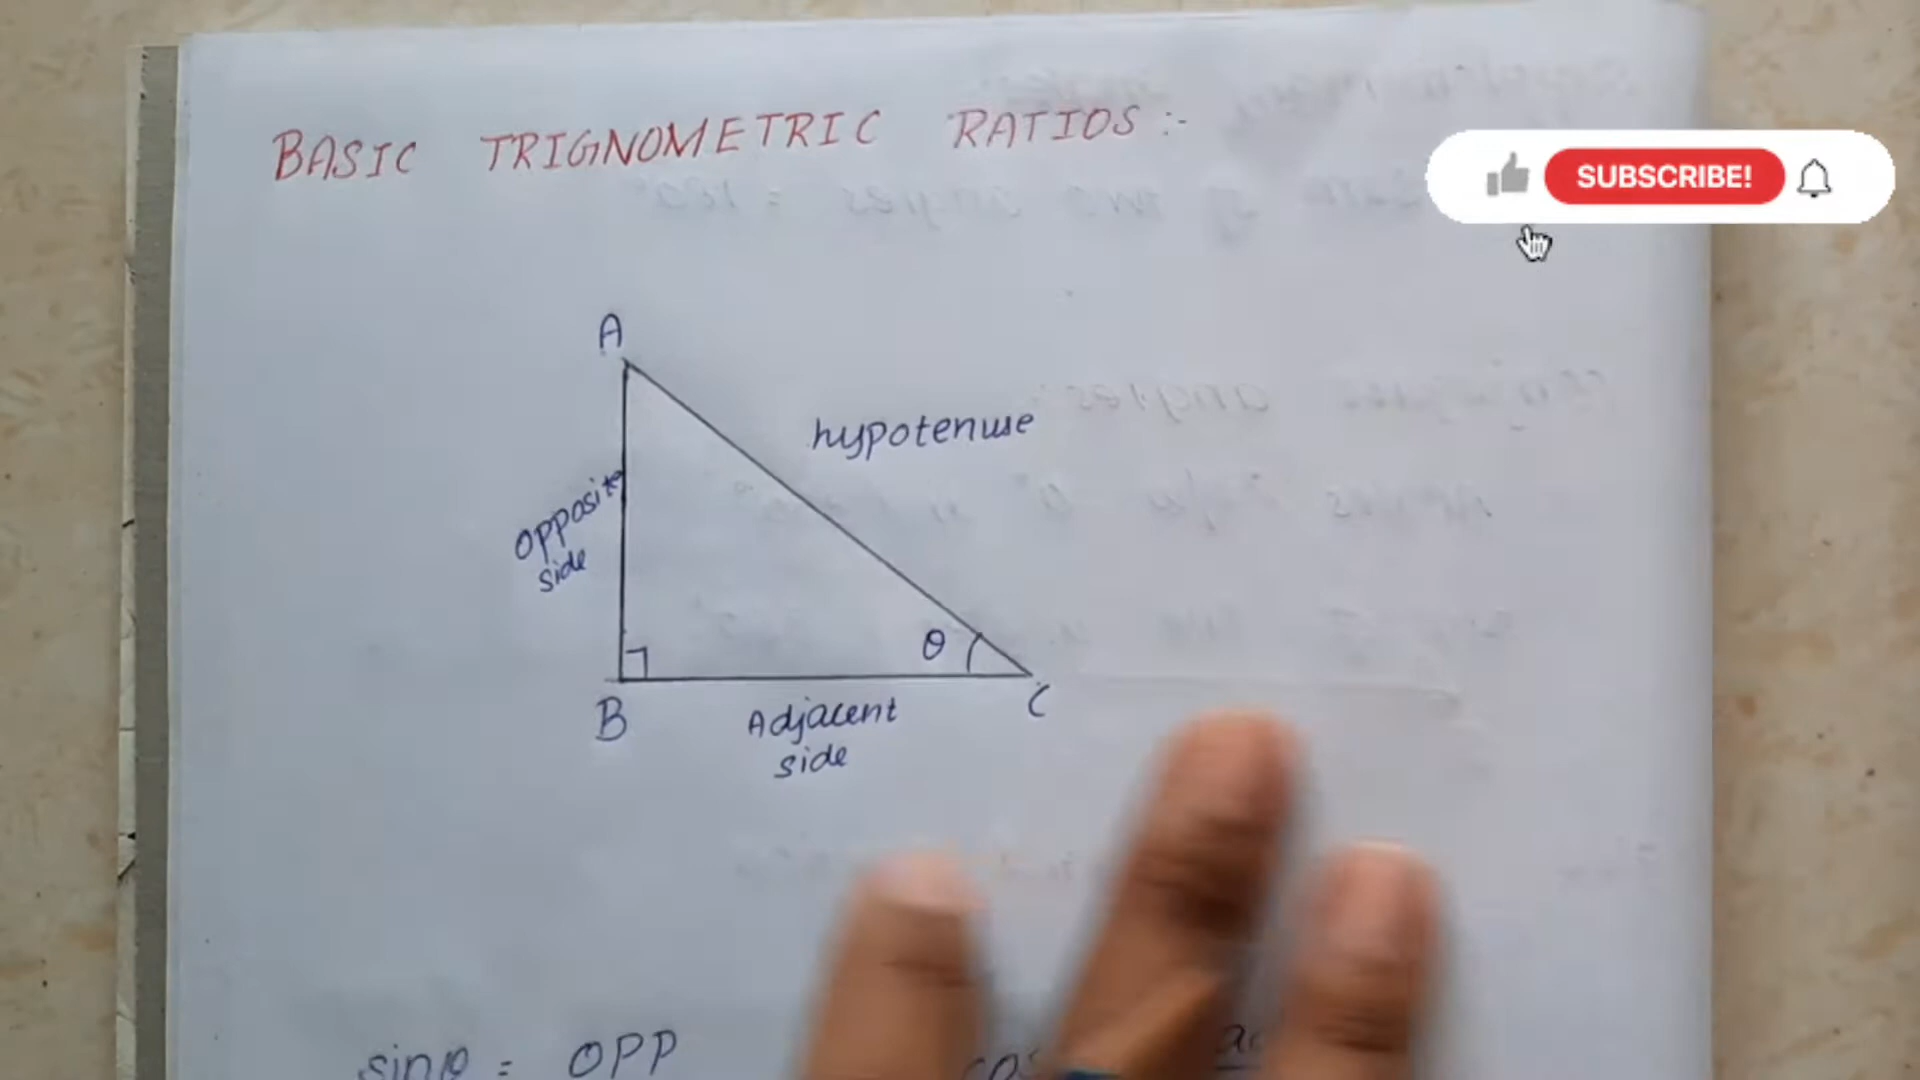 BASIC TRIGNOMETRIC RATIOS :-
SUBSCRIBE!
A
hypotenuse
opposite
side
θ
B
C
Adjacent
side
sinθ = OPP